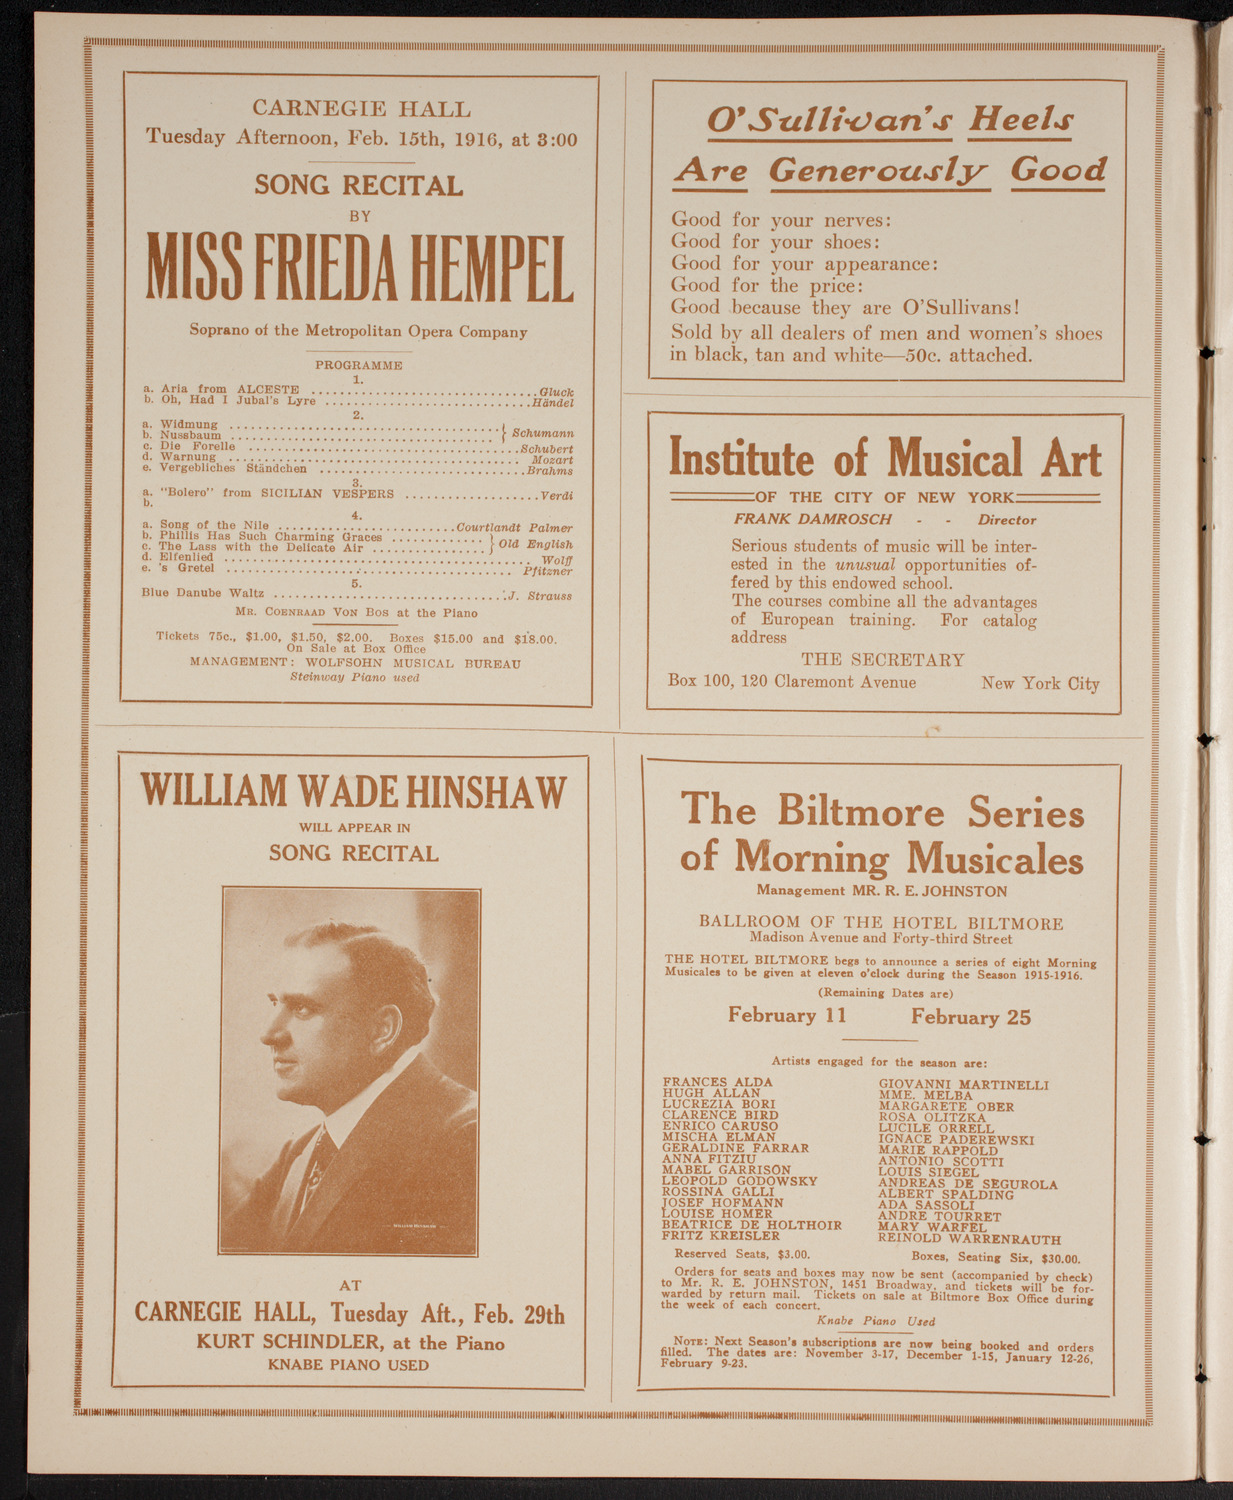 CARNEGIE HALL
Tuesday Afternoon, Feb. 15th, 1916, at 3:00
SONG RECITAL
BY
MISS FRIEDA HEMPEL
Soprano of the Metropolitan Opera Company
PROGRAMME
1.
a. Aria from ALCESTE ..............................Gluck
b. Oh, Had I Jubal's Lyre ...........................Händel
2.
a. Widmung ....................................
b. Nussbaum .................................. } Schumann
c. Die Forelle ....................................Schubert
d. Warnung ...................................... Mozart
e. Vergebliches Ständchen ...........................Brahms
3.
a. "Bolero" from SICILIAN VESPERS ..................Verdi
b.
4.
a. Song of the Nile ........................Courtlandt Palmer
b. Phillis Has Such Charming Graces ............
c. The Lass with the Delicate Air ............... } Old English
d. Elfenlied ......................................... Wolff
e. 's Gretel ......................................... Pfitzner
5.
Blue Danube Waltz ...............................J. Strauss
MR. COENRAAD VON BOS at the Piano
Tickets 75c., $1.00, $1.50, $2.00. Boxes $15.00 and $18.00.
On Sale at Box Office
MANAGEMENT: WOLFSOHN MUSICAL BUREAU
Steinway Piano used
O'Sullivan's Heels
Are Generously Good
Good for your nerves:
Good for your shoes:
Good for your appearance:
Good for the price:
Good because they are O'Sullivans!
Sold by all dealers of men and women's shoes
in black, tan and white—50c. attached.
Institute of Musical Art
OF THE CITY OF NEW YORK
FRANK DAMROSCH - - Director
Serious students of music will be inter-
ested in the unusual opportunities of-
fered by this endowed school.
The courses combine all the advantages
of European training. For catalog
address
THE SECRETARY
Box 100, 120 Claremont Avenue New York City
WILLIAM WADE HINSHAW
WILL APPEAR IN
SONG RECITAL
AT
CARNEGIE HALL, Tuesday Aft., Feb. 29th
KURT SCHINDLER, at the Piano
KNABE PIANO USED
The Biltmore Series
of Morning Musicales
Management MR. R. E. JOHNSTON
BALLROOM OF THE HOTEL BILTMORE
Madison Avenue and Forty-third Street
THE HOTEL BILTMORE begs to announce a series of eight Morning
Musicales to be given at eleven o'clock during the Season 1915-1916.
(Remaining Dates are)
February 11 February 25
Artists engaged for the season are:
FRANCES ALDA
HUGH ALLAN
LUCREZIA BORI
CLARENCE BIRD
ENRICO CARUSO
MISCHA ELMAN
GERALDINE FARRAR
ANNA FITZIU
MABEL GARRISON
LEOPOLD GODOWSKY
ROSSINA GALLI
JOSEF HOFMANN
LOUISE HOMER
BEATRICE DE HOLTHOIR
FRITZ KREISLER
GIOVANNI MARTINELLI
MME. MELBA
MARGARETE OBER
ROSA OLITZKA
LUCILE ORRELL
IGNACE PADEREWSKI
MARIE RAPPOLD
ANTONIO SCOTTI
LOUIS SIEGEL
ANDREAS DE SEGUROLA
ALBERT SPALDING
ADA SASSOLI
ANDRE TOURRET
MARY WARFEL
REINOLD WARRENRAUTH
Reserved Seats, $3.00. Boxes, Seating Six, $30.00.
Orders for seats and boxes may now be sent (accompanied by check)
to Mr. R. E. JOHNSTON, 1451 Broadway, and tickets will be for-
warded by return mail. Tickets on sale at Biltmore Box Office during
the week of each concert.
Knabe Piano Used
NOTE: Next Season's subscriptions are now being booked and orders
filled. The dates are: November 3-17, December 1-15, January 12-26,
February 9-23.